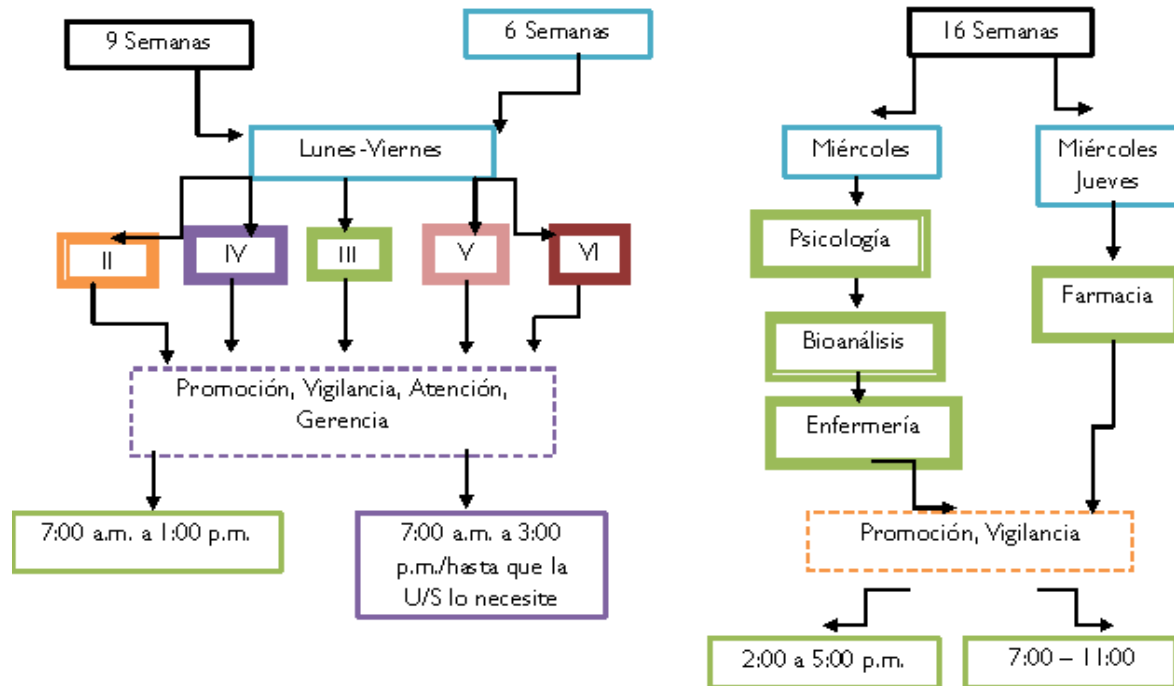 9 Semanas
6 Semanas
Lunes-Viernes
II
IV
III
V
VI
Promoción, Vigilancia, Atención,
Gerencia
7:00 a.m. a 1:00 p.m.
7:00 a.m. a 3:00
p.m./hasta que la
U/S lo necesite
16 Semanas
Miércoles
Miércoles
Jueves
Psicología
Farmacia
Bioanálisis
Enfermería
Promoción, Vigilancia
2:00 a 5:00 p.m.
7:00 – 11:00